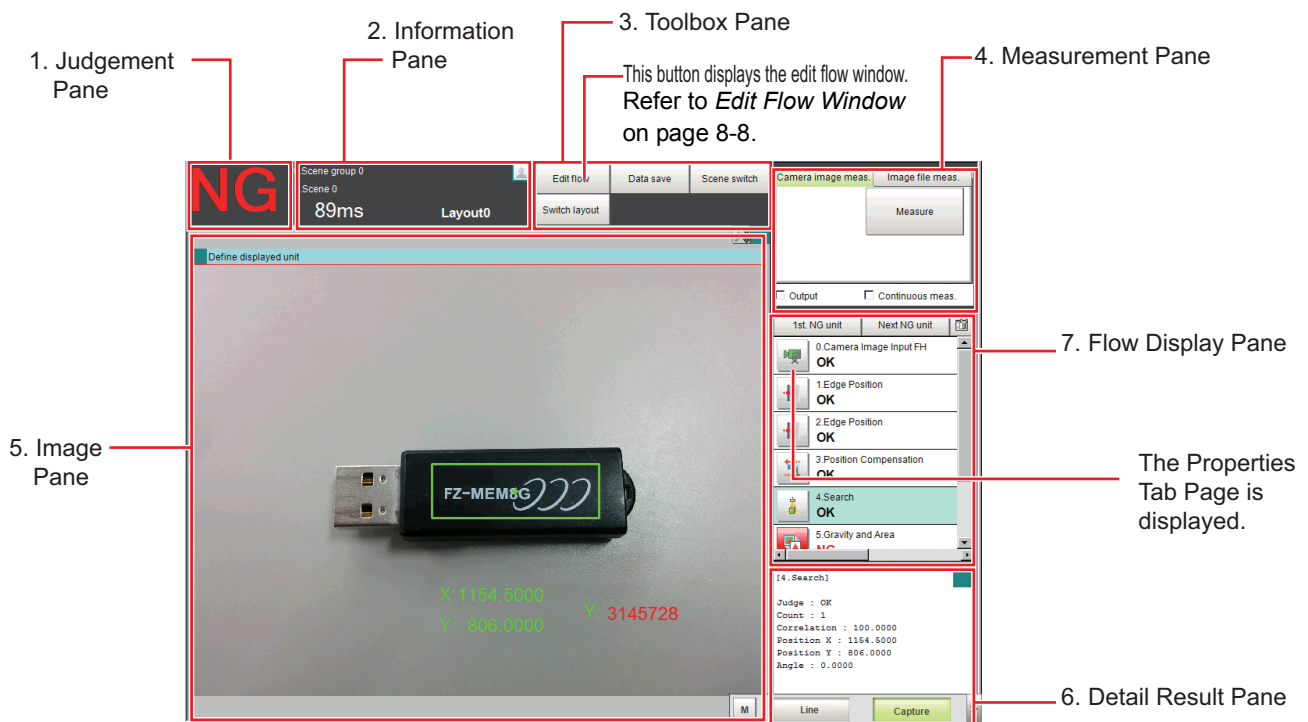 1. Judgement
Pane
2. Information
Pane
3. Toolbox Pane
This button displays the edit flow window.
Refer to Edit Flow Window
on page 8-8.
4. Measurement Pane
NG
Scene group 0
Scene 0
89ms
Layout0
Edit flow
Data save
Scene switch
Switch layout
Camera image meas.
Image file meas.
Measure
Output
Continuous meas.
Define displayed unit
1st. NG unit
Next NG unit
0.Camera Image Input FH
OK
1.Edge Position
OK
2.Edge Position
OK
3.Position Compensation
OK
4.Search
OK
5.Gravity and Area
NG
7. Flow Display Pane
The Properties
Tab Page is
displayed.
5. Image
Pane
FZ-MEM8G
X:1154.5000
Y: 806.0000
Y: 3145728
M
[4.Search]
Judge : OK
Count : 1
Correlation : 100.0000
Position X : 1154.5000
Position Y : 806.0000
Angle : 0.0000
Line
Capture
6. Detail Result Pane